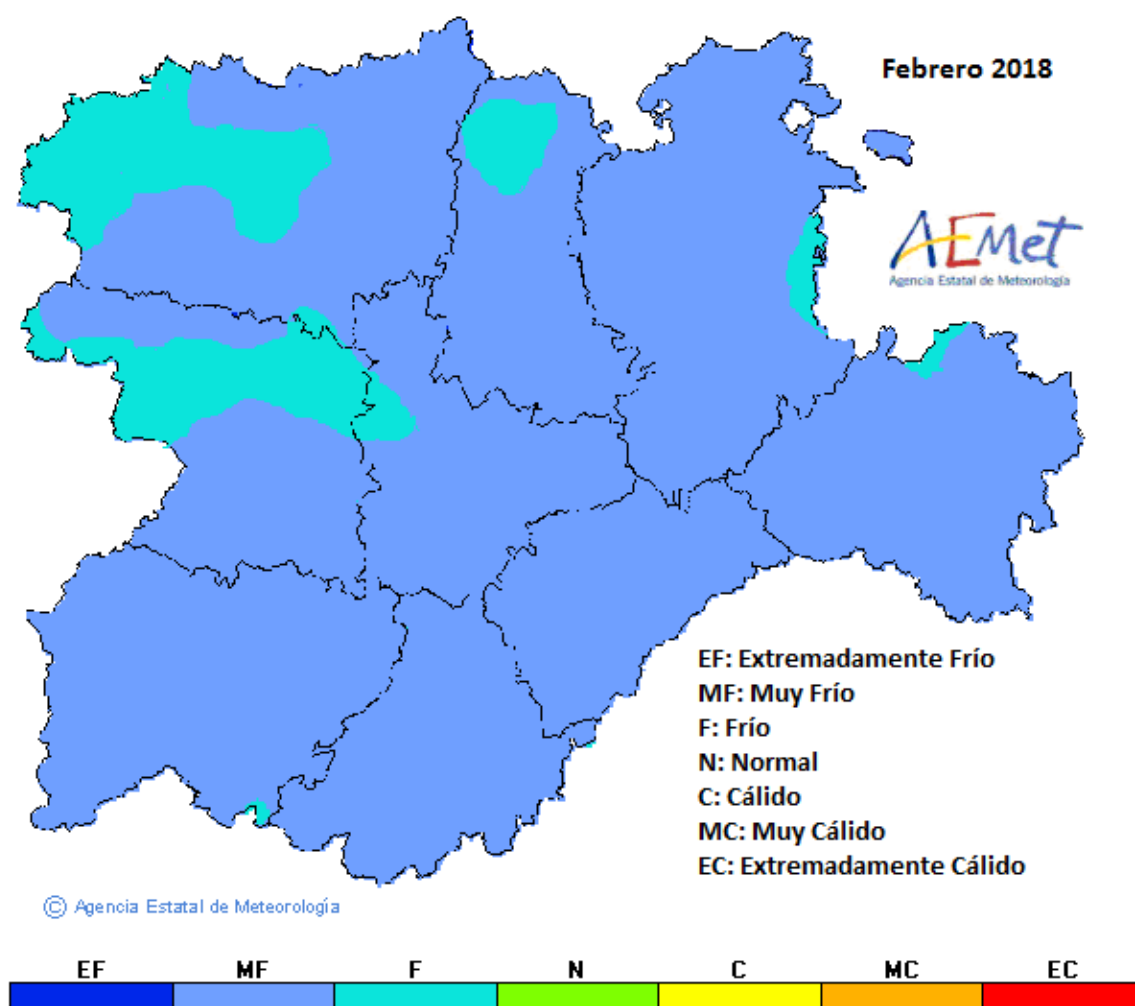 Febrero 2018
AEMet
Agencia Estatal de Meteorología
EF: Extremadamente Frío
MF: Muy Frío
F: Frío
N: Normal
C: Cálido
MC: Muy Cálido
EC: Extremadamente Cálido
© Agencia Estatal de Meteorología
EF MF F N C MC EC